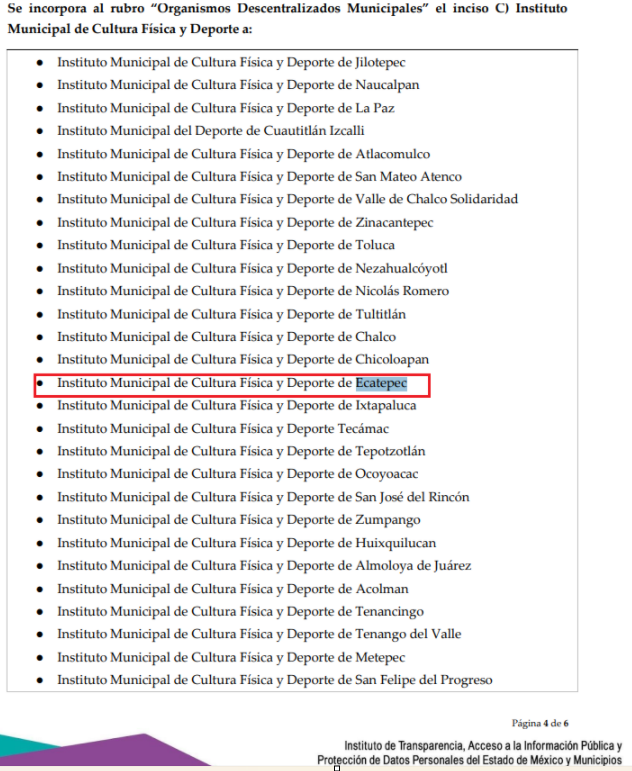 Se incorpora al rubro “Organismos Descentralizados Municipales” el inciso C) Instituto
Municipal de Cultura Física y Deporte a:
● Instituto Municipal de Cultura Física y Deporte de Jilotepec
● Instituto Municipal de Cultura Física y Deporte de Naucalpan
● Instituto Municipal de Cultura Física y Deporte de La Paz
● Instituto Municipal del Deporte de Cuautitlán Izcalli
● Instituto Municipal de Cultura Física y Deporte de Atlacomulco
● Instituto Municipal de Cultura Física y Deporte de San Mateo Atenco
● Instituto Municipal de Cultura Física y Deporte de Valle de Chalco Solidaridad
● Instituto Municipal de Cultura Física y Deporte de Zinacantepec
● Instituto Municipal de Cultura Física y Deporte de Toluca
● Instituto Municipal de Cultura Física y Deporte de Nezahualcóyotl
● Instituto Municipal de Cultura Física y Deporte de Nicolás Romero
● Instituto Municipal de Cultura Física y Deporte de Tultitlán
● Instituto Municipal de Cultura Física y Deporte de Chalco
● Instituto Municipal de Cultura Física y Deporte de Chicoloapan
● Instituto Municipal de Cultura Física y Deporte de Ecatepec
● Instituto Municipal de Cultura Física y Deporte de Ixtapaluca
● Instituto Municipal de Cultura Física y Deporte Tecámac
● Instituto Municipal de Cultura Física y Deporte de Tepotzotlán
● Instituto Municipal de Cultura Física y Deporte de Ocoyoacac
● Instituto Municipal de Cultura Física y Deporte de San José del Rincón
● Instituto Municipal de Cultura Física y Deporte de Zumpango
● Instituto Municipal de Cultura Física y Deporte de Huixquilucan
● Instituto Municipal de Cultura Física y Deporte de Almoloya de Juárez
● Instituto Municipal de Cultura Física y Deporte de Acolman
● Instituto Municipal de Cultura Física y Deporte de Tenancingo
● Instituto Municipal de Cultura Física y Deporte de Tenango del Valle
● Instituto Municipal de Cultura Física y Deporte de Metepec
● Instituto Municipal de Cultura Física y Deporte de San Felipe del Progreso
Página 4 de 6
Instituto de Transparencia, Acceso a la Información Pública y
Protección de Datos Personales del Estado de México y Municipios